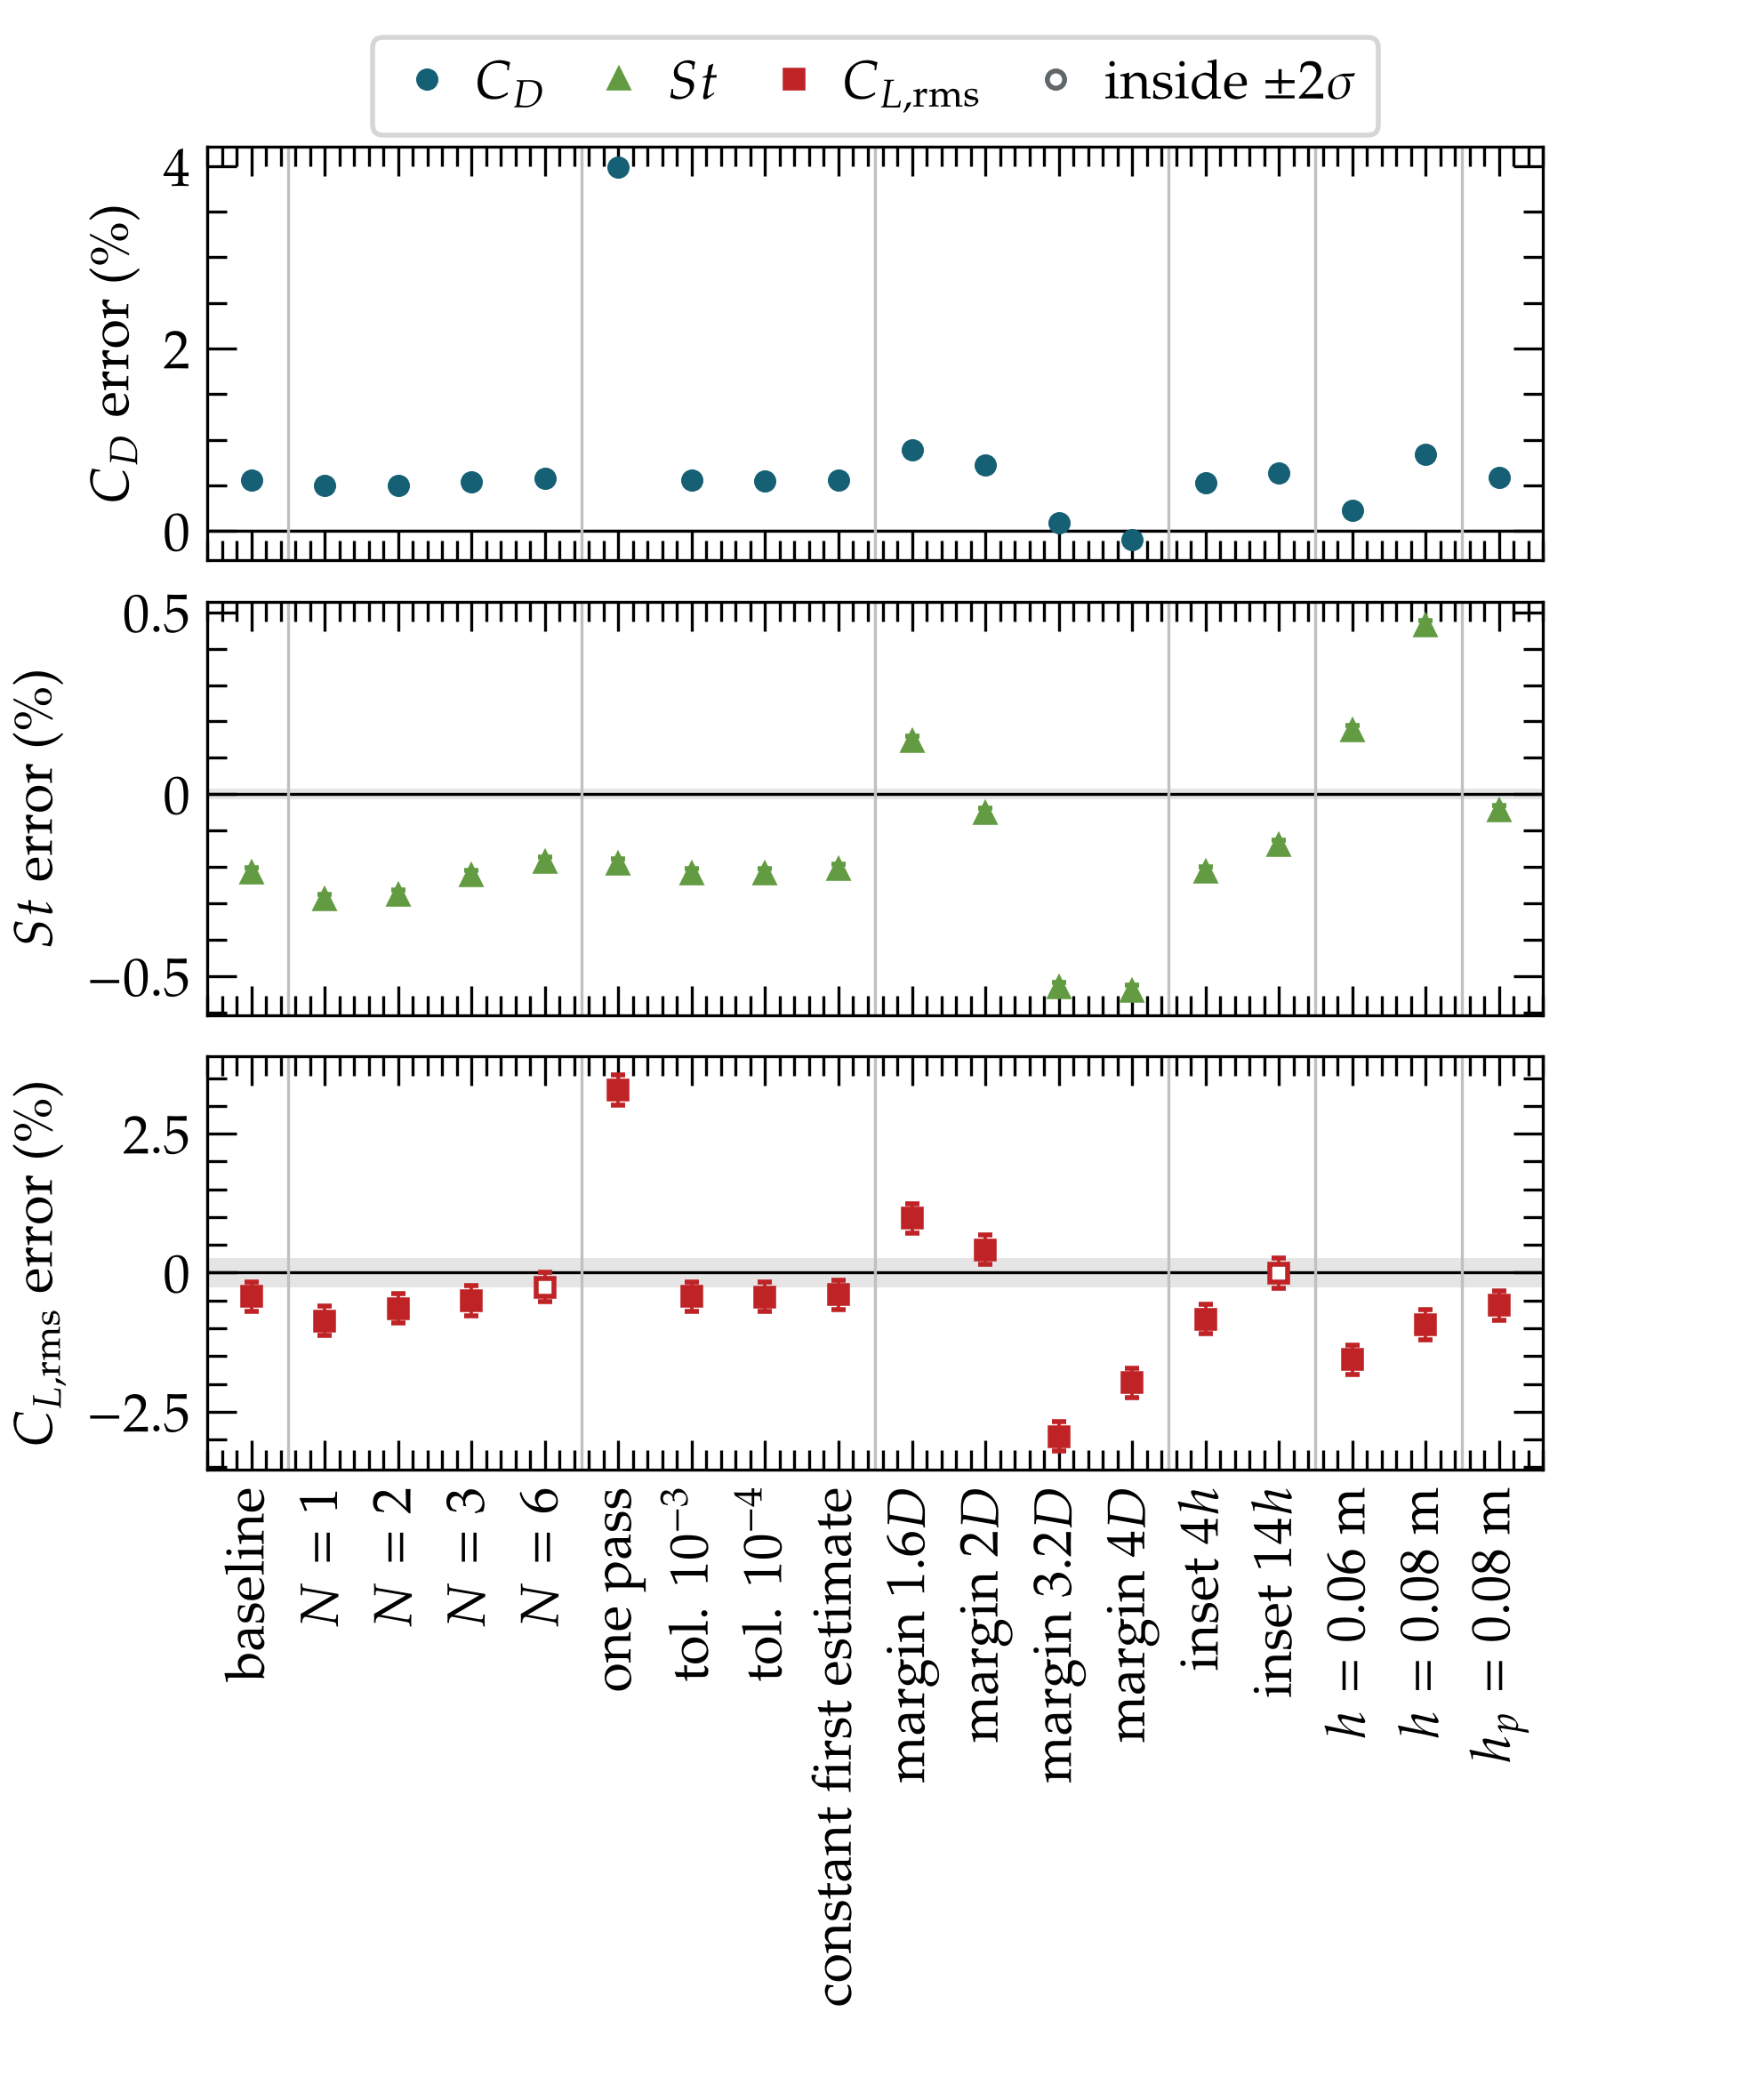 C_D St C_L,rms inside ±2σ
C_D error (%)
4
2
0
St error (%)
0.5
0
−0.5
C_L,rms error (%)
2.5
0
−2.5
baseline
N = 1
N = 2
N = 3
N = 6
one pass
tol. 10⁻³
tol. 10⁻⁴
constant first estimate
margin 1.6D
margin 2D
margin 3.2D
margin 4D
inset 4h
inset 14h
h = 0.06 m
h = 0.08 m
h_p = 0.08 m